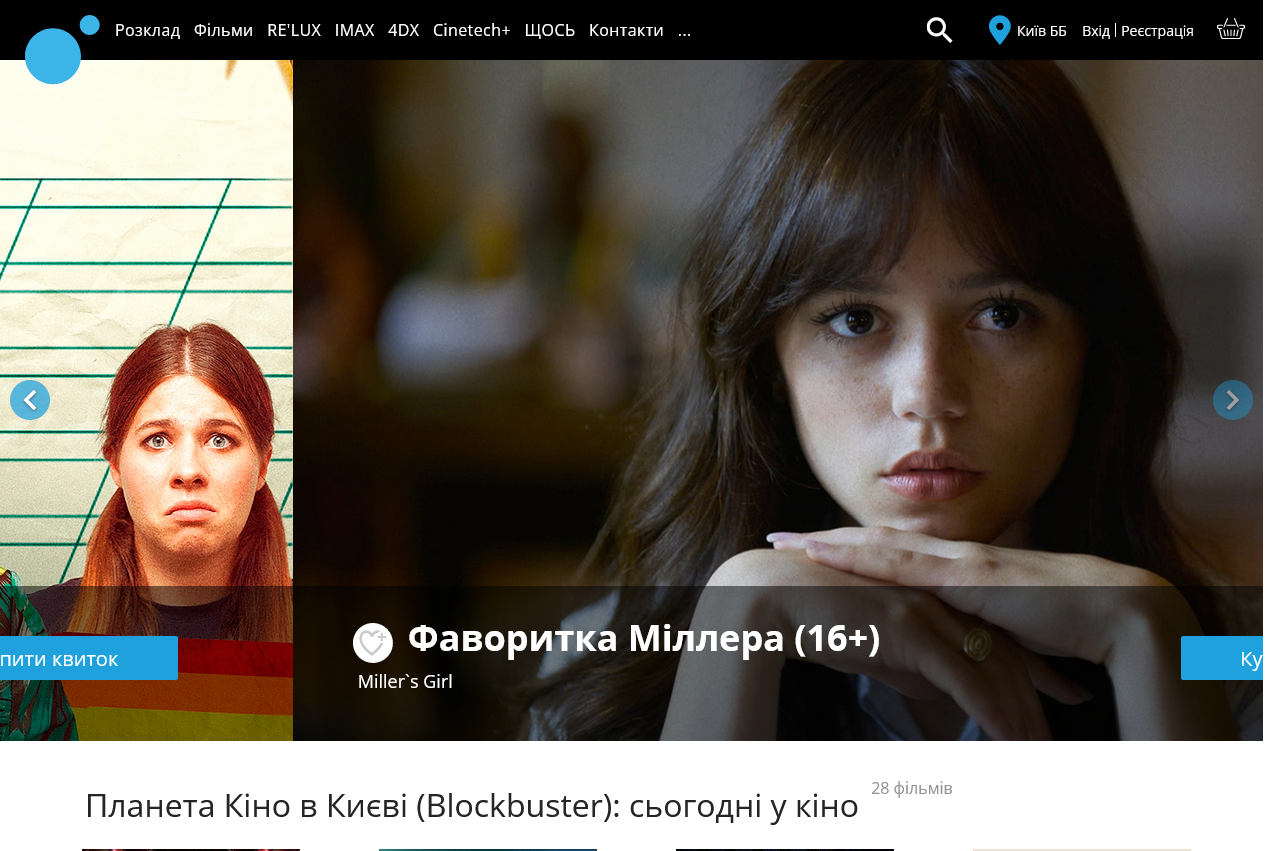 Розклад Фільми RE'LUX IMAX 4DX Cinetech+ ЩОСЬ Контакти ... Київ ББ Вхід | Реєстрація
Фаворитка Міллера (16+)
Miller`s Girl
пити квиток
Ку
Планета Кіно в Києві (Blockbuster): сьогодні у кіно 28 фільмів